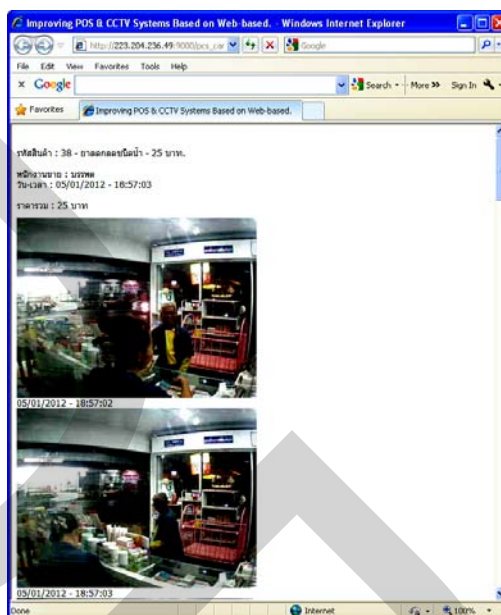 Improving POS & CCTV Systems Based on Web-based. - Windows Internet Explorer
http://223.204.236.49:9000/pos_car
Google
File Edit View Favorites Tools Help
x Google Search More >> Sign In
Favorites Improving POS & CCTV Systems Based on Web-based.
รหัสสินค้า : 38 - ยาลดกลดชนิดน้ำ - 25 บาท.
พนักงานขาย : บรรพต
วัน-เวลา : 05/01/2012 - 18:57:03
ราคารวม : 25 บาท
05/01/2012 - 18:57:02
05/01/2012 - 18:57:03
Done Internet 100%